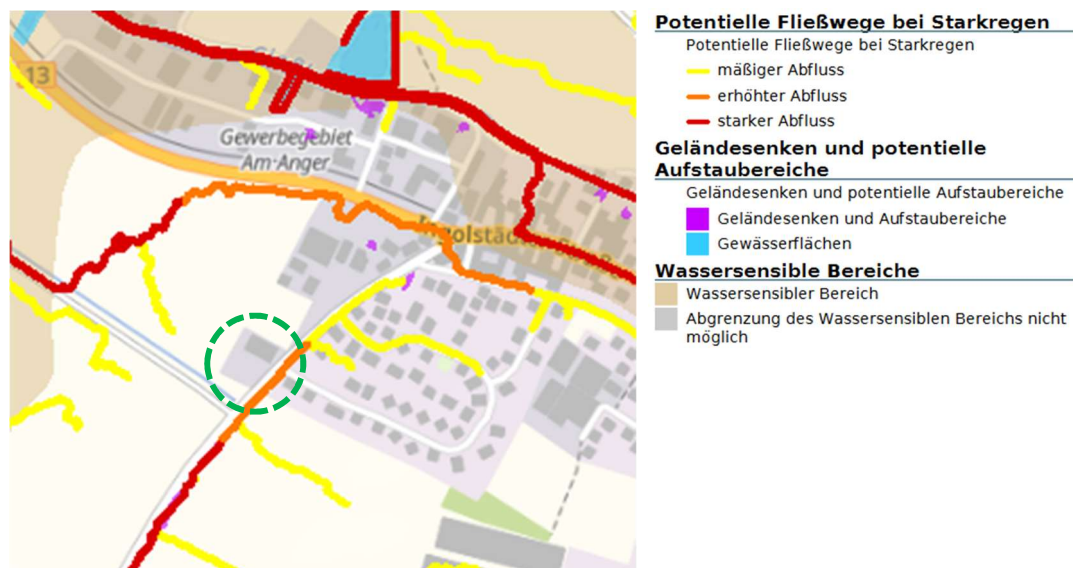 13
Gewerbegebiet
Am-Anger
Potentielle Fließwege bei Starkregen
Potentielle Fließwege bei Starkregen
mäßiger Abfluss
erhöhter Abfluss
starker Abfluss
Geländesenken und potentielle
Aufstaubereiche
Geländesenken und potentielle Aufstaubereiche
Geländesenken und Aufstaubereiche
Gewässerflächen
Wassersensible Bereiche
Wassersensibler Bereich
Abgrenzung des Wassersensiblen Bereichs nicht
möglich